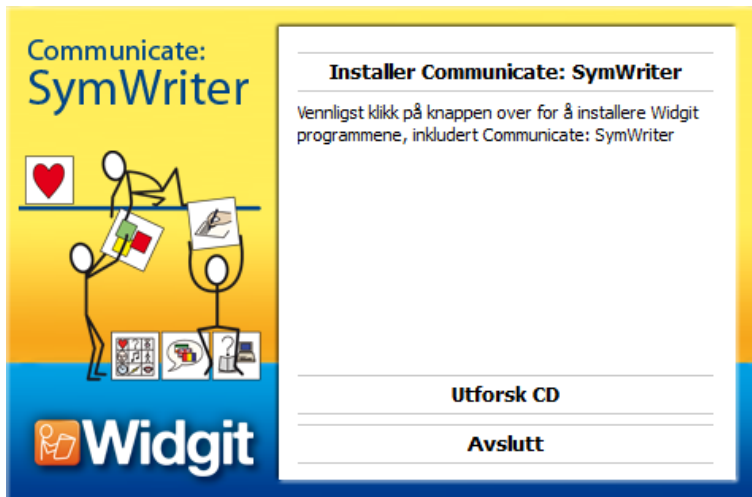 Communicate:
SymWriter
Installer Communicate: SymWriter
Vennligst klikk på knappen over for å installere Widgit
programmene, inkludert Communicate: SymWriter
Utforsk CD
Avslutt
Widgit